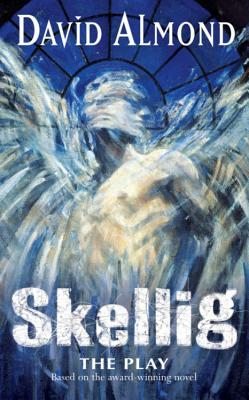 DAVID ALMOND
Skellig
THE PLAY
Based on the award-winning novel